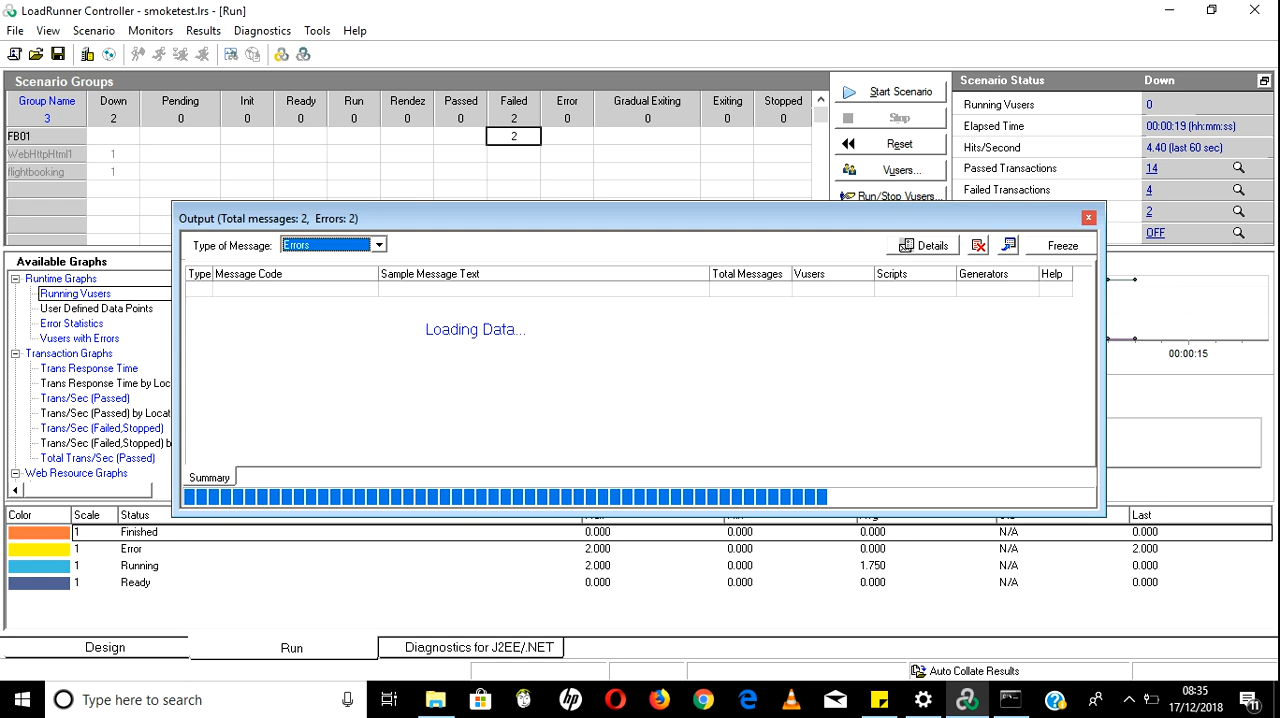 LoadRunner Controller - smoketest.lrs - [Run]
File View Scenario Monitors Results Diagnostics Tools Help
Scenario Groups
Group Name Down Pending Init Ready Run Rendez Passed Failed Error Gradual Exiting Exiting Stopped
3 2 0 0 0 0 0 0 2 0 0 0 0
FB01 2
WebHttpHtml1 1
flightbooking 1
Start Scenario
Stop
Reset
Vusers...
Run/Stop Vusers...
Scenario Status Down
Running Vusers 0
Elapsed Time 00:00:19 (hh:mm:ss)
Hits/Second 4.40 (last 60 sec)
Passed Transactions 14
Failed Transactions 4
2
OFF
Output (Total messages: 2, Errors: 2)
Type of Message: Errors Details Freeze
Type Message Code Sample Message Text Total Messages Vusers Scripts Generators Help
Loading Data...
Summary
Available Graphs
Runtime Graphs
Running Vusers
User Defined Data Points
Error Statistics
Vusers with Errors
Transaction Graphs
Trans Response Time
Trans Response Time by Loc
Trans/Sec (Passed)
Trans/Sec (Passed) by Locat
Trans/Sec (Failed,Stopped)
Trans/Sec (Failed,Stopped) b
Total Trans/Sec (Passed)
Web Resource Graphs
00:00:15
Color Scale Status Last
1 Finished 0.000 0.000 0.000 N/A 0.000
1 Error 2.000 0.000 0.000 N/A 2.000
1 Running 2.000 0.000 1.750 N/A 0.000
1 Ready 0.000 0.000 0.000 N/A 0.000
Design Run Diagnostics for J2EE/.NET
Auto Collate Results
Type here to search
08:35
17/12/2018
11